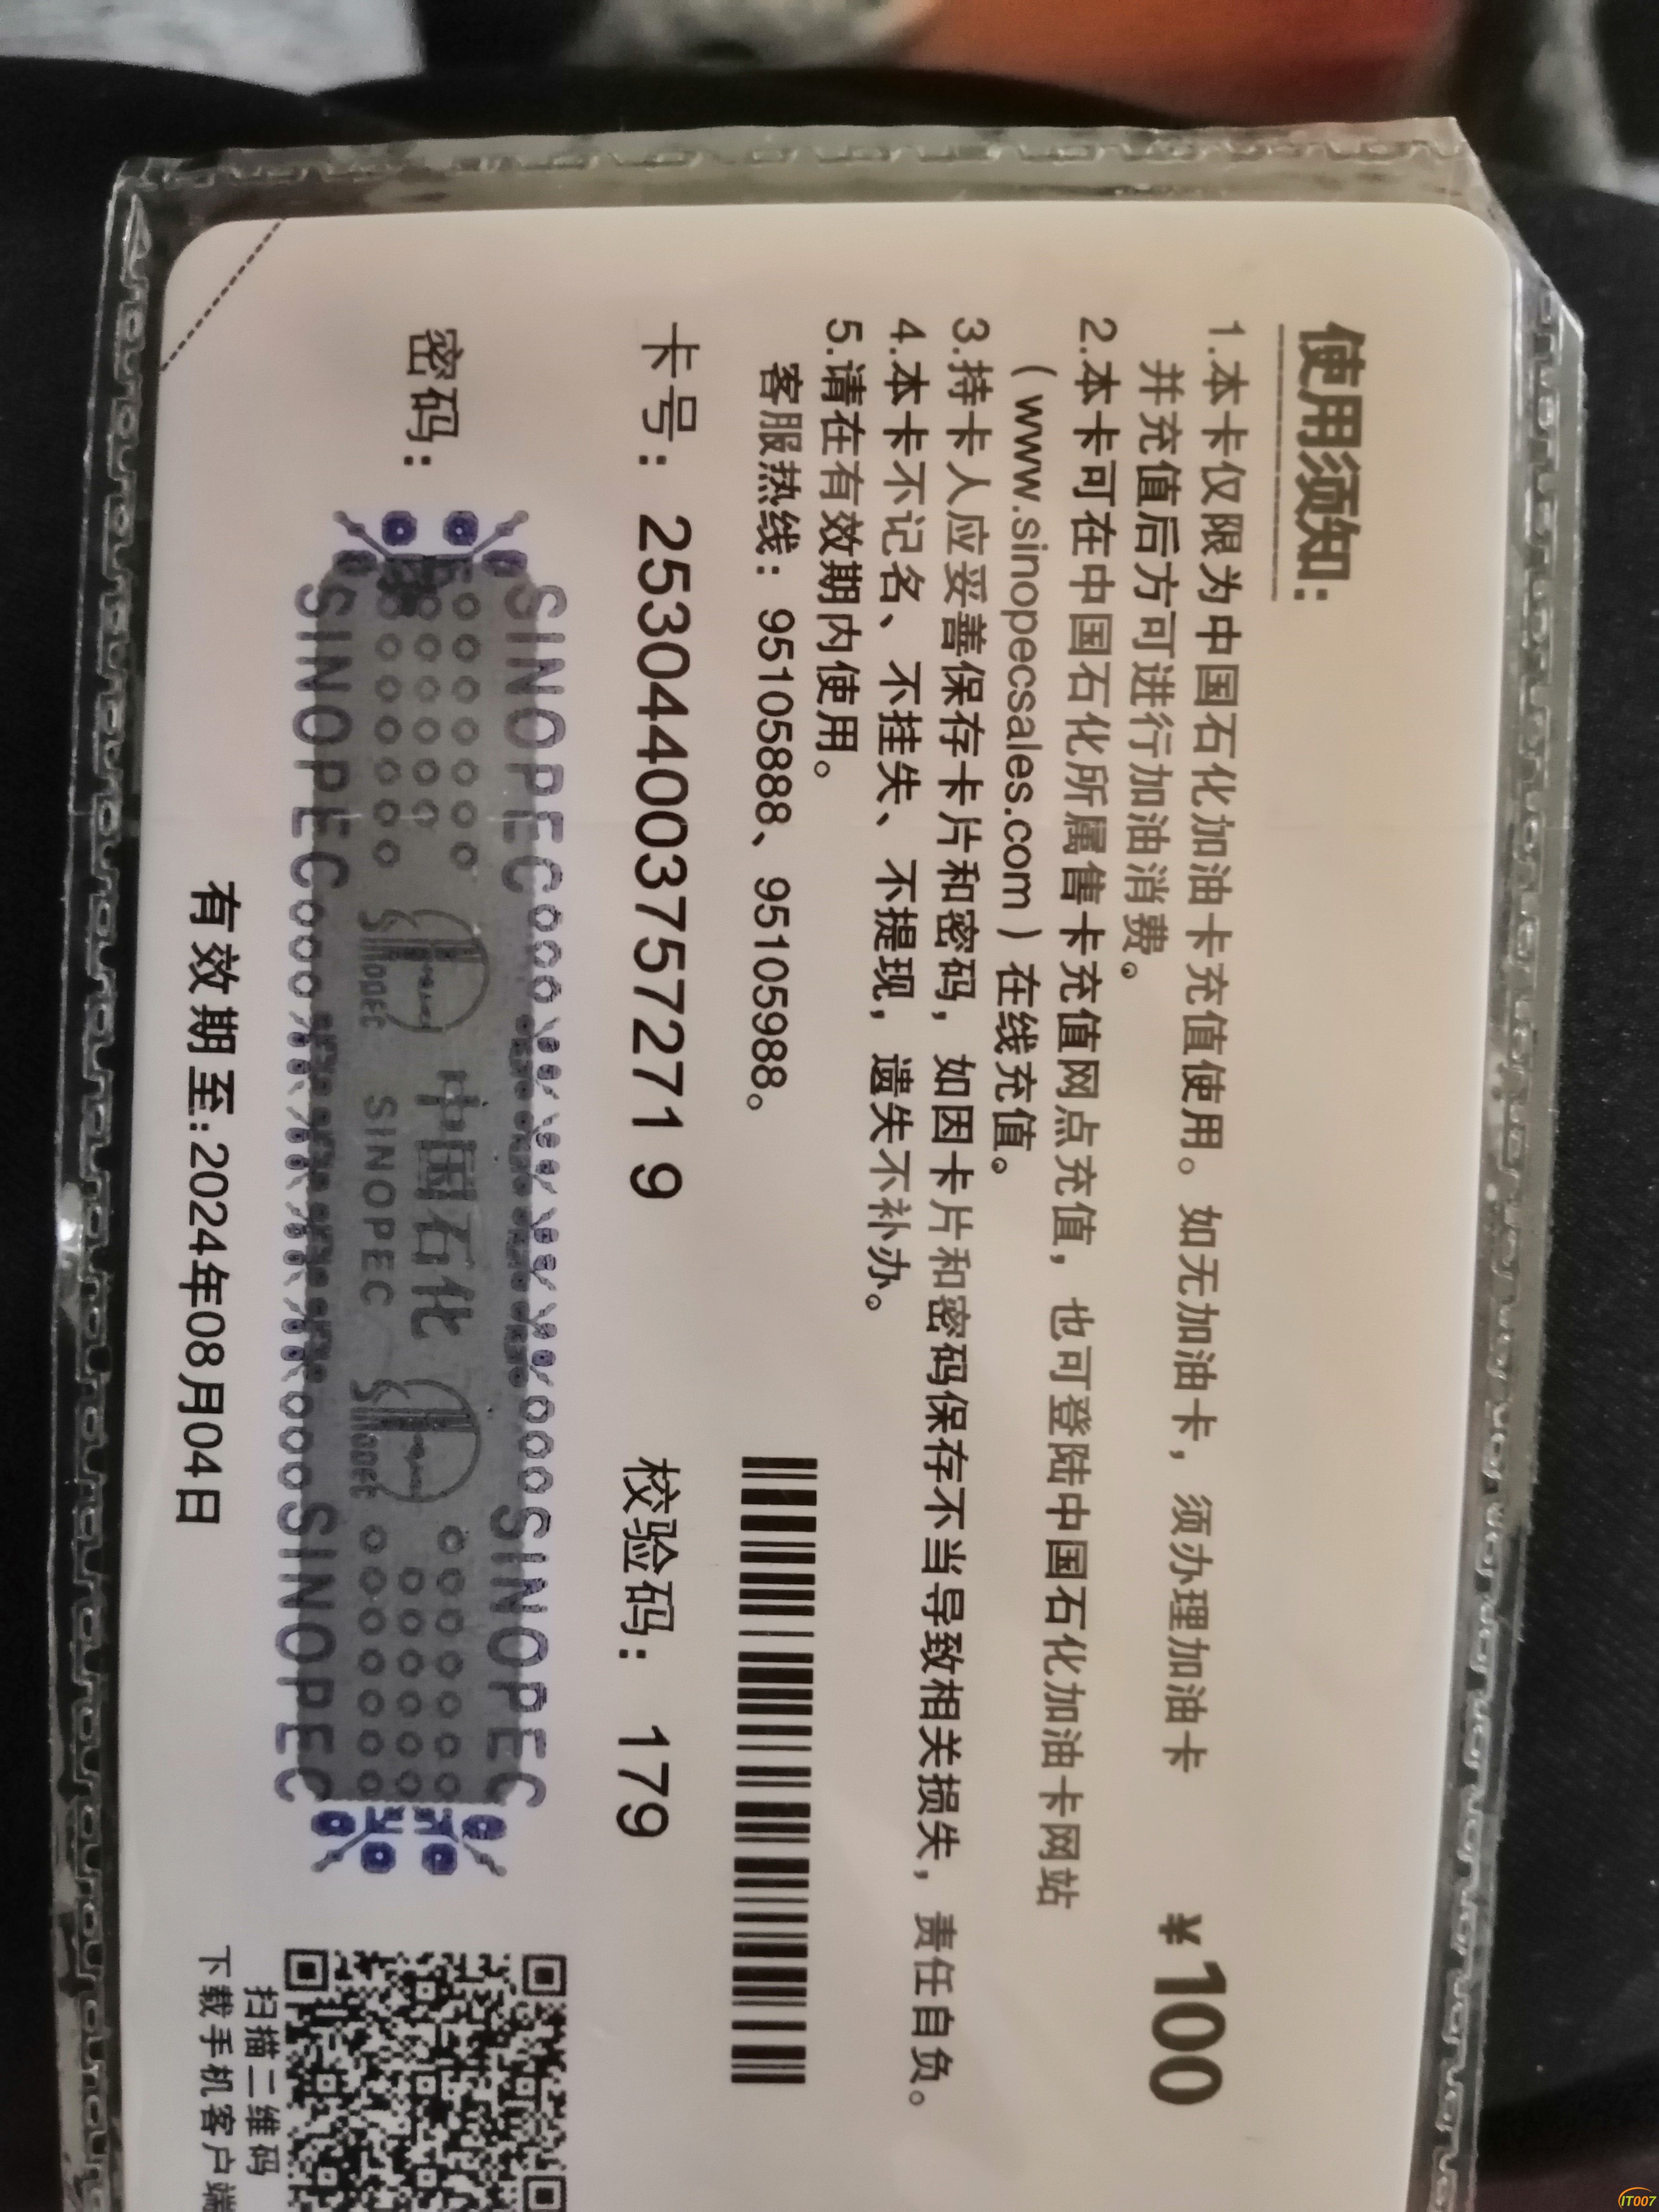 使用须知:
1.本卡仅限为中国石化加油卡充值使用。如无加油卡，须办理加油卡
并充值后方可进行加油消费。
¥100
2.本卡可在中国石化所属售卡充值网点充值，也可登陆中国石化加油卡网站
（www.sinopecsales.com）在线充值。
3.持卡人应妥善保存卡片和密码，如因卡片和密码保存不当导致相关损失，责任自负。
4.本卡不记名、不挂失、不提现，遗失不补办。
5.请在有效期内使用。
客服热线：95105888、95105988。
卡号：2530440037572719
校验码：179
密码：
SINOPEC SINOPEC
SINOPEC 中国石化 SINOPEC
SINOPEC
SINOPEC SINOPEC
有效期至:2024年08月04日
扫描二维码
下载手机客户端
IT007